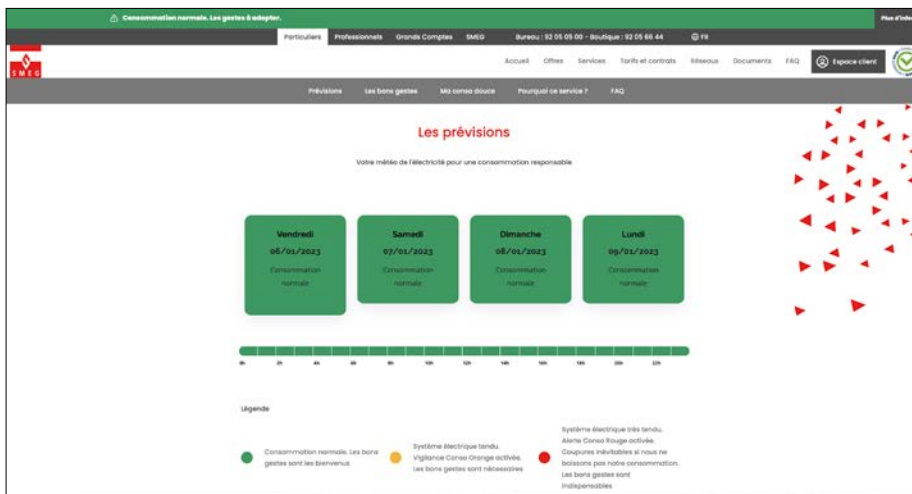 Consommation normale. Les gestes à adopter.
Plus d'infos
Particuliers Professionnels Grands Comptes SMEG Bureau : 92 05 05 00 - Boutique : 92 05 66 44 FR
SMEG
Accueil Offres Services Tarifs et contrats Réseaux Documents FAQ Espace client
Prévisions Les bons gestes Ma conso douce Pourquoi ce service ? FAQ
Les prévisions
Votre météo de l'électricité pour une consommation responsable
Vendredi
06/01/2023
Consommation
normale
Samedi
07/01/2023
Consommation
normale
Dimanche
08/01/2023
Consommation
normale
Lundi
09/01/2023
Consommation
normale
0h 2h 4h 6h 8h 10h 12h 14h 16h 18h 20h 22h
Légende
Consommation normale. Les bons
gestes sont les bienvenus
Système électrique tendu.
Vigilance Conso Orange activée.
Les bons gestes sont nécessaires
Système électrique très tendu.
Alerte Conso Rouge activée.
Coupures inévitables si nous ne
baissons pas notre consommation.
Les bons gestes sont
indispensables